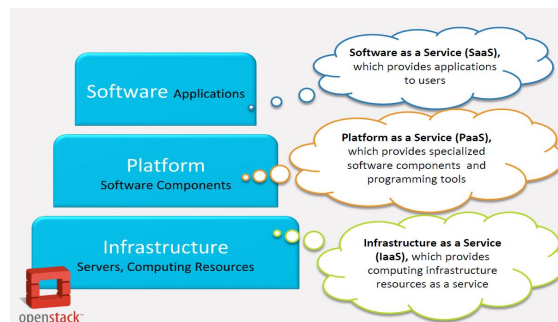 Software Applications
Software as a Service (SaaS),
which provides applications
to users
Platform
Software Components
Platform as a Service (PaaS),
which provides specialized
software components and
programming tools
Infrastructure
Servers, Computing Resources
Infrastructure as a Service
(IaaS), which provides
computing infrastructure
resources as a service
openstack™